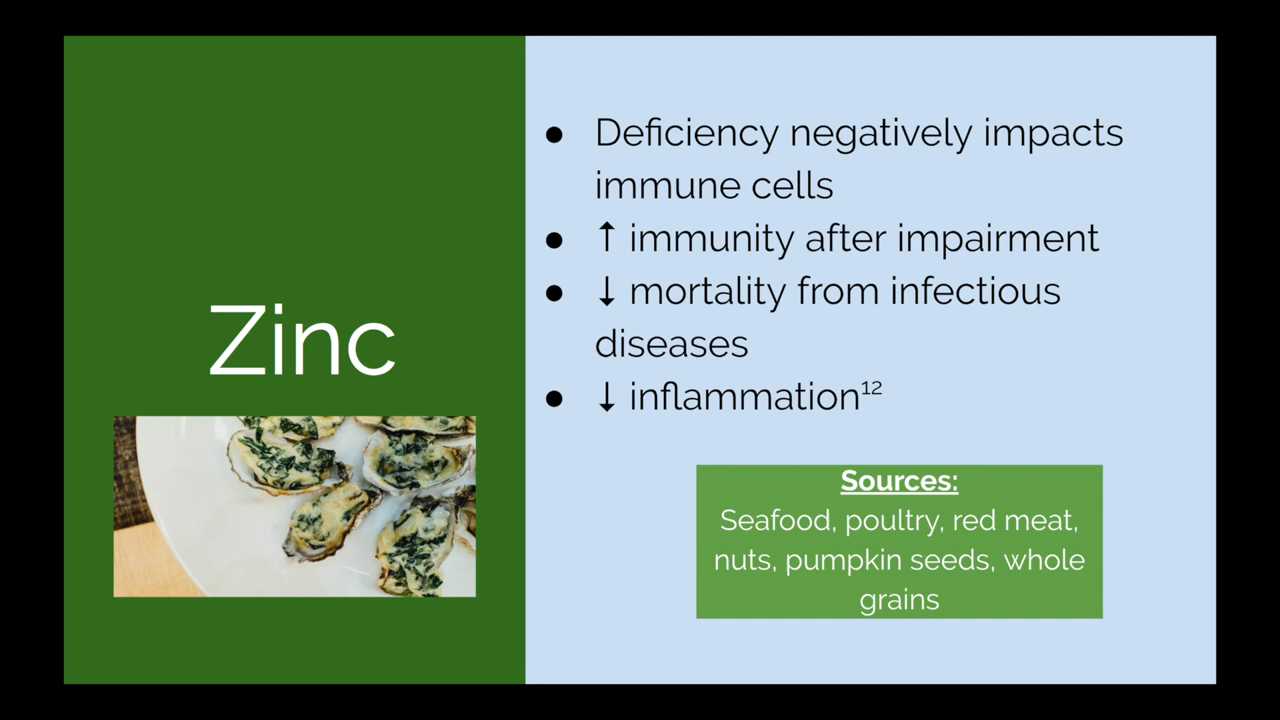 Zinc
● Deficiency negatively impacts
immune cells
● ↑ immunity after impairment
● ↓ mortality from infectious
diseases
● ↓ inflammation¹²
Sources:
Seafood, poultry, red meat,
nuts, pumpkin seeds, whole
grains